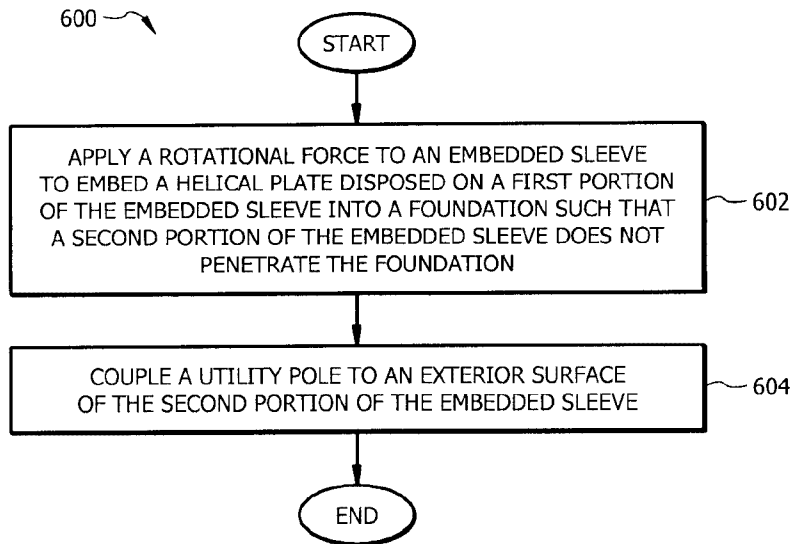 600
START
APPLY A ROTATIONAL FORCE TO AN EMBEDDED SLEEVE
TO EMBED A HELICAL PLATE DISPOSED ON A FIRST PORTION
OF THE EMBEDDED SLEEVE INTO A FOUNDATION SUCH THAT
A SECOND PORTION OF THE EMBEDDED SLEEVE DOES NOT
PENETRATE THE FOUNDATION
602
COUPLE A UTILITY POLE TO AN EXTERIOR SURFACE
OF THE SECOND PORTION OF THE EMBEDDED SLEEVE
604
END